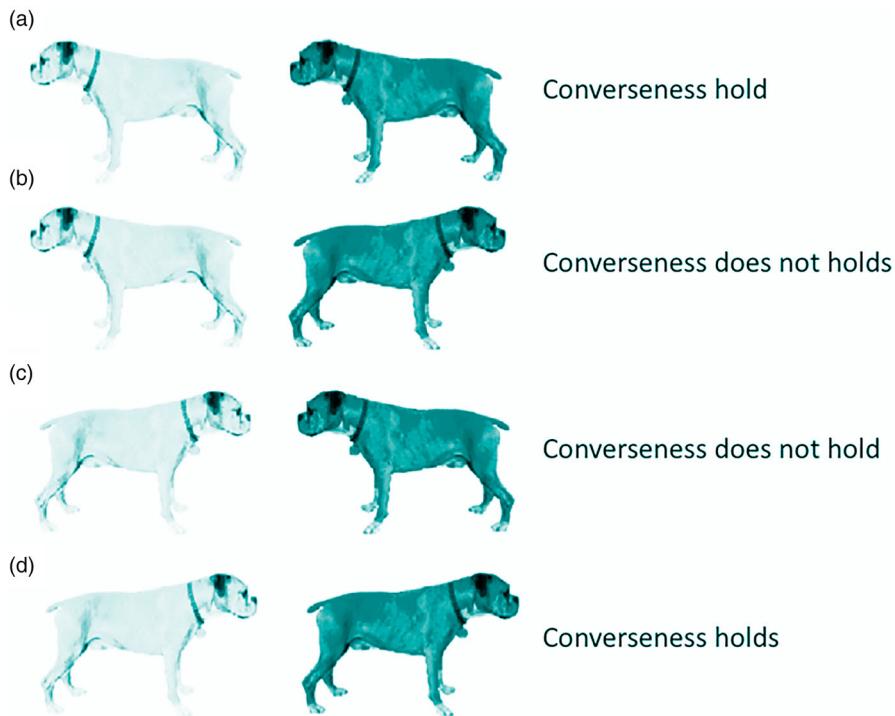 (a)
Converseness hold
(b)
Converseness does not holds
(c)
Converseness does not hold
(d)
Converseness holds